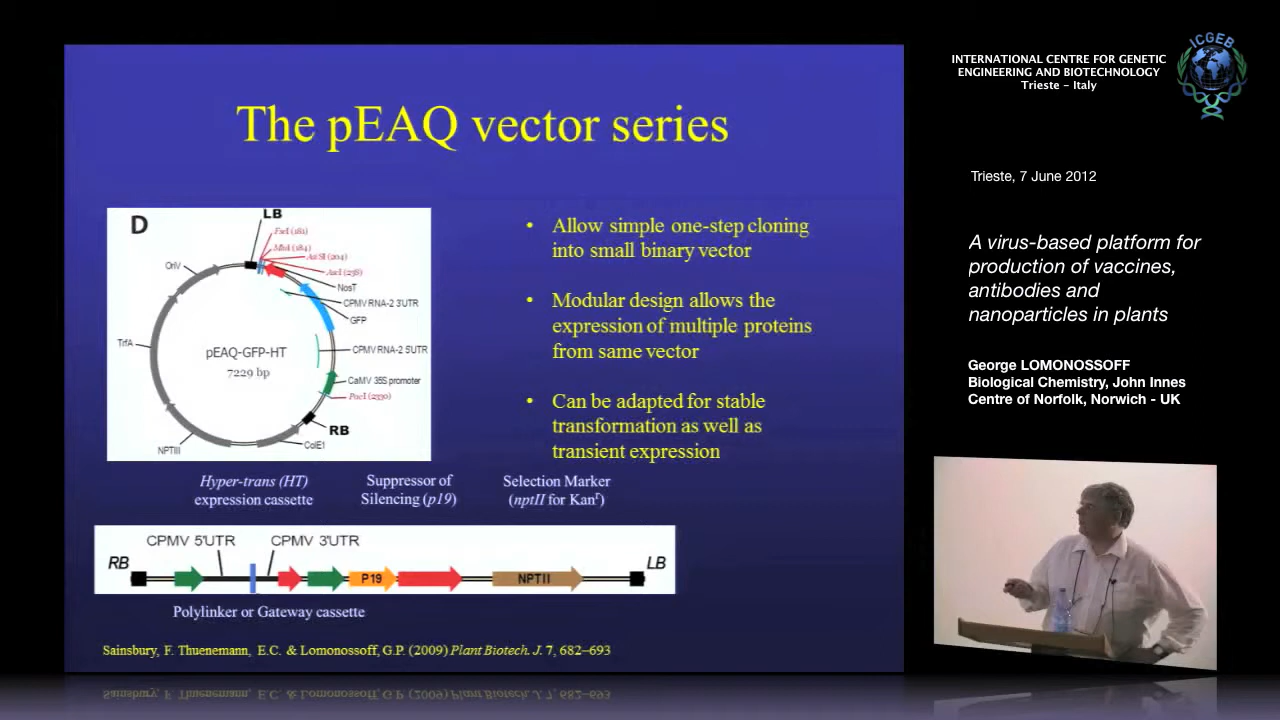 The pEAQ vector series
D
LB
FseI (181)
MluI (184)
AsiSI (204)
AscI (238)
NosT
CPMV RNA-2 3'UTR
GFP
CPMV RNA-2 5'UTR
CaMV 35S promoter
PacI (2330)
RB
ColE1
NPTIII
TrfA
OriV
pEAQ-GFP-HT
7229 bp
• Allow simple one-step cloning
into small binary vector
• Modular design allows the
expression of multiple proteins
from same vector
• Can be adapted for stable
transformation as well as
transient expression
Hyper-trans (HT)
expression cassette
Suppressor of
Silencing (p19)
Selection Marker
(nptII for Kanʳ)
CPMV 5'UTR
CPMV 3'UTR
RB
LB
P19
NPTII
Polylinker or Gateway cassette
Sainsbury, F. Thuenemann, E.C. & Lomonossoff, G.P. (2009) Plant Biotech. J. 7, 682–693
INTERNATIONAL CENTRE FOR GENETIC
ENGINEERING AND BIOTECHNOLOGY
Trieste - Italy
ICGEB
Trieste, 7 June 2012
A virus-based platform for
production of vaccines,
antibodies and
nanoparticles in plants
George LOMONOSSOFF
Biological Chemistry, John Innes
Centre of Norfolk, Norwich - UK